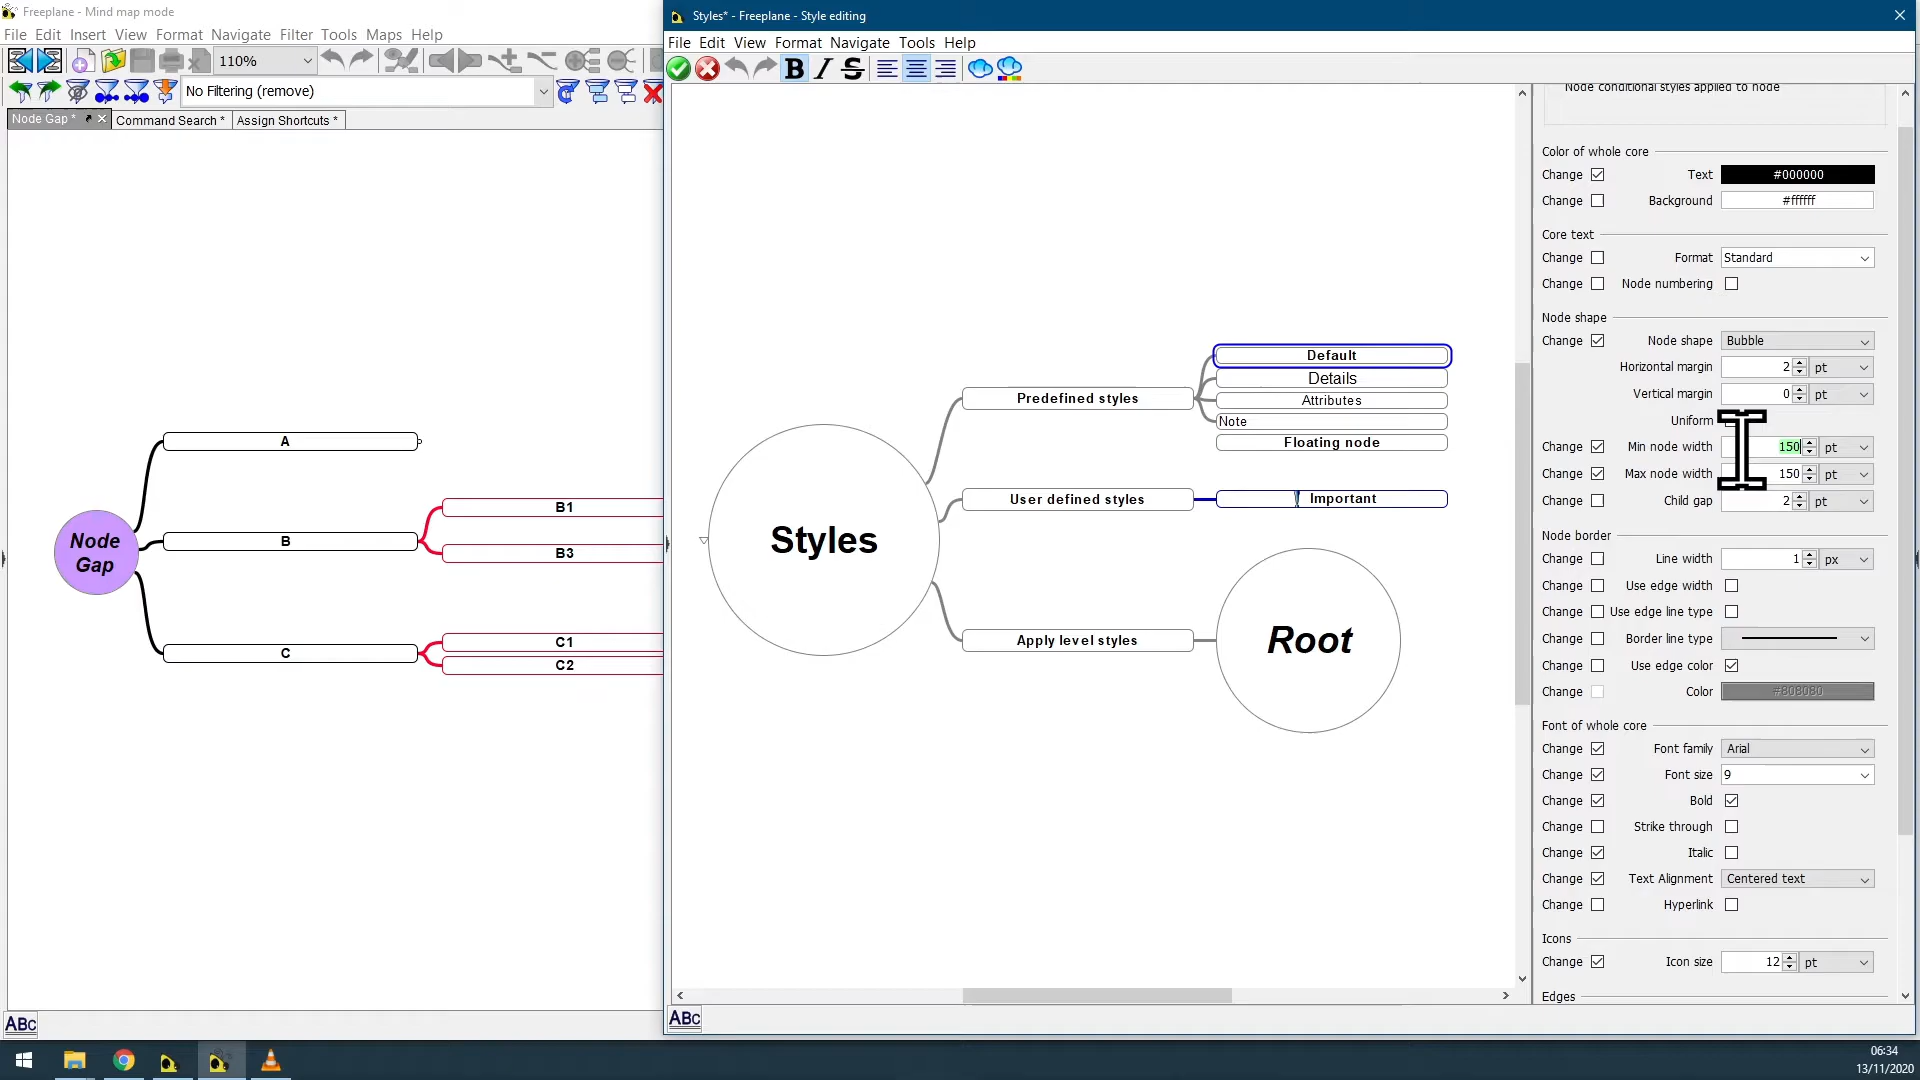 Freeplane - Mind map mode
File Edit Insert View Format Navigate Filter Tools Maps Help
110%
No Filtering (remove)
Node Gap * Command Search * Assign Shortcuts *
Node
Gap
A
B
C
B1
B3
C1
C2
ABC
Styles* - Freeplane - Style editing
File Edit View Format Navigate Tools Help
B I S
Styles
Predefined styles
Default
Details
Attributes
Note
Floating node
User defined styles
Important
Apply level styles
Root
ABC
Node conditional styles applied to node
Color of whole core
Change Text #000000
Change Background #ffffff
Core text
Change Format Standard
Change Node numbering
Node shape
Change Node shape Bubble
Horizontal margin 2 pt
Vertical margin 0 pt
Uniform
Change Min node width 150 pt
Change Max node width 150 pt
Change Child gap 2 pt
Node border
Change Line width 1 px
Change Use edge width
Change Use edge line type
Change Border line type
Change Use edge color
Change Color #808080
Font of whole core
Change Font family Arial
Change Font size 9
Change Bold
Change Strike through
Change Italic
Change Text Alignment Centered text
Change Hyperlink
Icons
Change Icon size 12 pt
Edges
06:34
13/11/2020